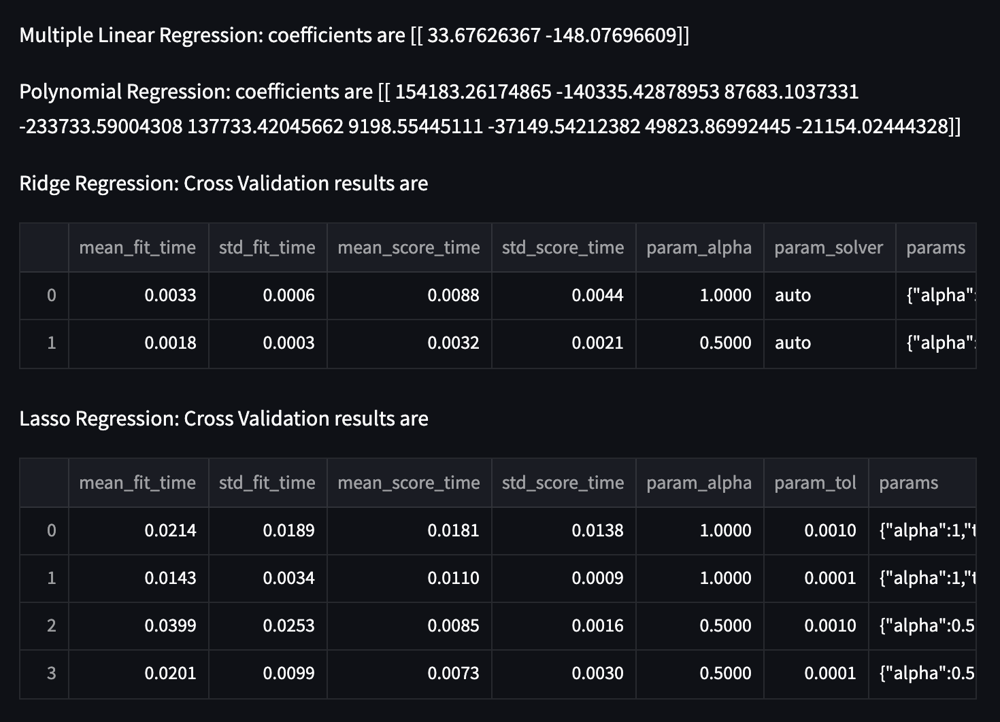 Multiple Linear Regression: coefficients are [[ 33.67626367 -148.07696609]]
Polynomial Regression: coefficients are [[ 154183.26174865 -140335.42878953 87683.1037331
-233733.59004308 137733.42045662 9198.55445111 -37149.54212382 49823.86992445 -21154.02444328]]
Ridge Regression: Cross Validation results are
mean_fit_time std_fit_time mean_score_time std_score_time param_alpha param_solver params
0 0.0033 0.0006 0.0088 0.0044 1.0000 auto {"alpha":
1 0.0018 0.0003 0.0032 0.0021 0.5000 auto {"alpha":
Lasso Regression: Cross Validation results are
mean_fit_time std_fit_time mean_score_time std_score_time param_alpha param_tol params
0 0.0214 0.0189 0.0181 0.0138 1.0000 0.0010 {"alpha":1,"t
1 0.0143 0.0034 0.0110 0.0009 1.0000 0.0001 {"alpha":1,"t
2 0.0399 0.0253 0.0085 0.0016 0.5000 0.0010 {"alpha":0.5
3 0.0201 0.0099 0.0073 0.0030 0.5000 0.0001 {"alpha":0.5